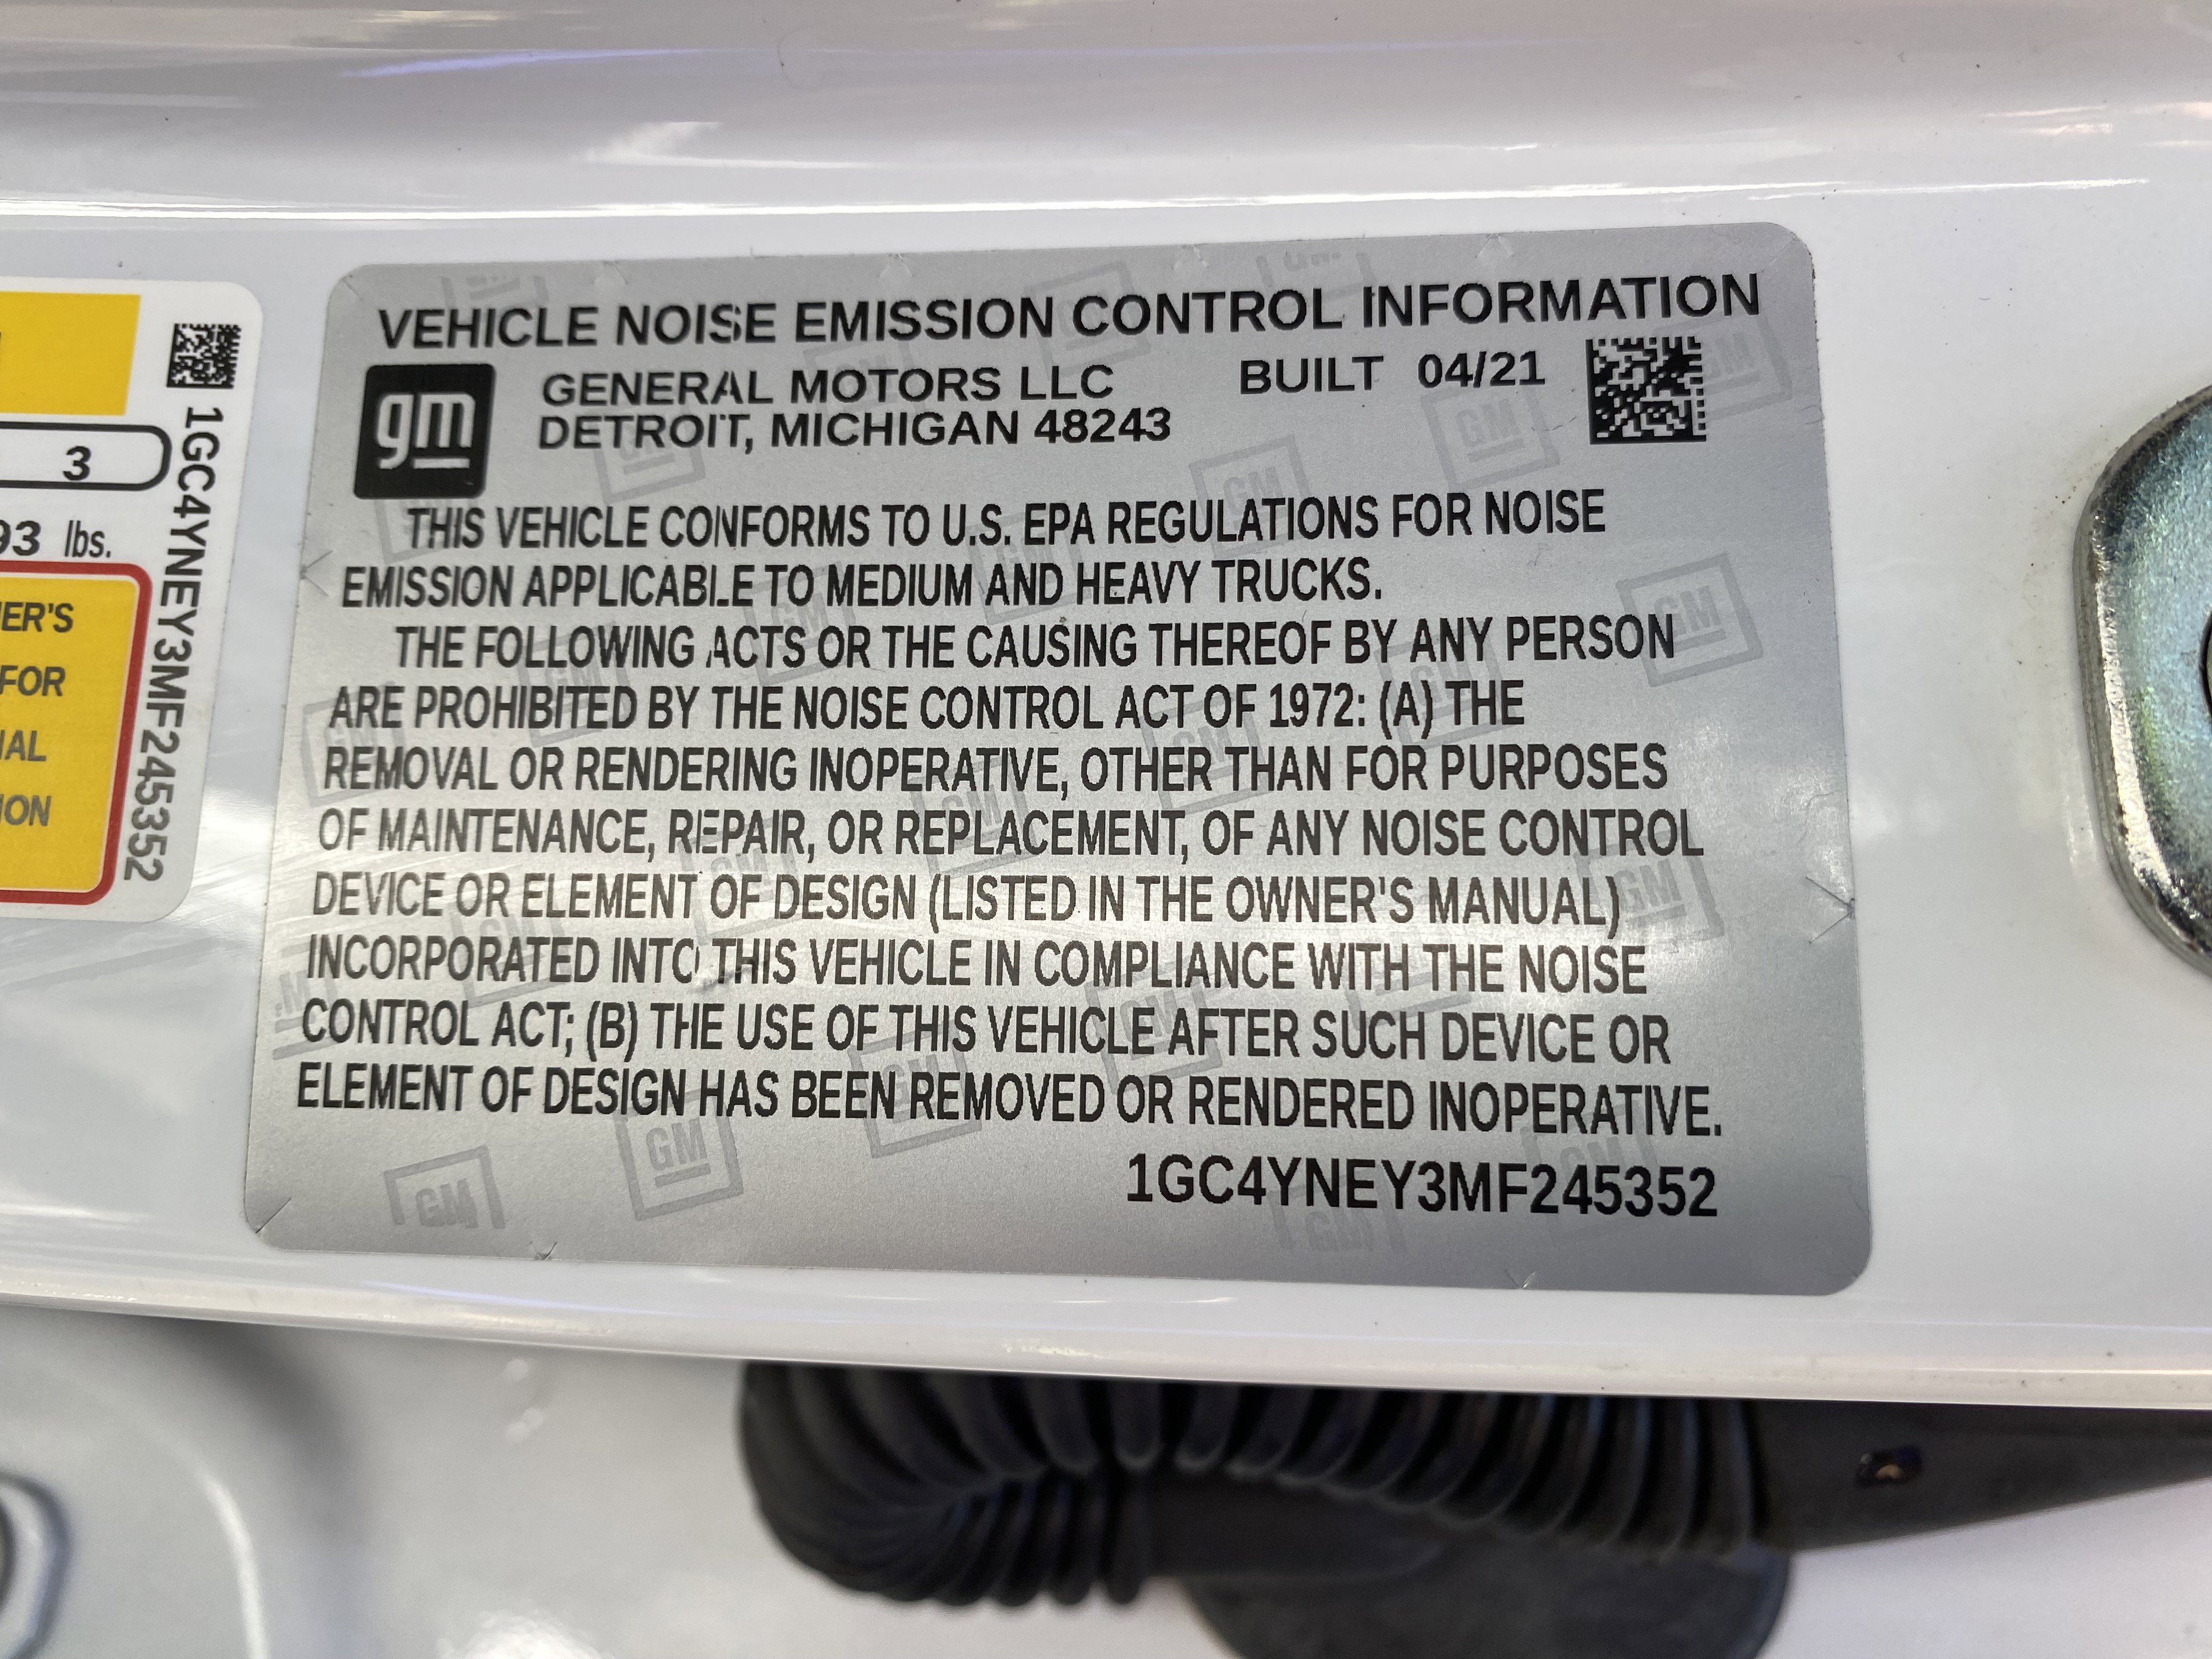 3
93 lbs.
ER'S
FOR
IAL
ION
1GC4YNEY3MF245352
VEHICLE NOISE EMISSION CONTROL INFORMATION
gm
GENERAL MOTORS LLC BUILT 04/21
DETROIT, MICHIGAN 48243
THIS VEHICLE CONFORMS TO U.S. EPA REGULATIONS FOR NOISE
EMISSION APPLICABLE TO MEDIUM AND HEAVY TRUCKS.
THE FOLLOWING ACTS OR THE CAUSING THEREOF BY ANY PERSON
ARE PROHIBITED BY THE NOISE CONTROL ACT OF 1972: (A) THE
REMOVAL OR RENDERING INOPERATIVE, OTHER THAN FOR PURPOSES
OF MAINTENANCE, REPAIR, OR REPLACEMENT, OF ANY NOISE CONTROL
DEVICE OR ELEMENT OF DESIGN (LISTED IN THE OWNER'S MANUAL)
INCORPORATED INTO THIS VEHICLE IN COMPLIANCE WITH THE NOISE
CONTROL ACT; (B) THE USE OF THIS VEHICLE AFTER SUCH DEVICE OR
ELEMENT OF DESIGN HAS BEEN REMOVED OR RENDERED INOPERATIVE.
1GC4YNEY3MF245352